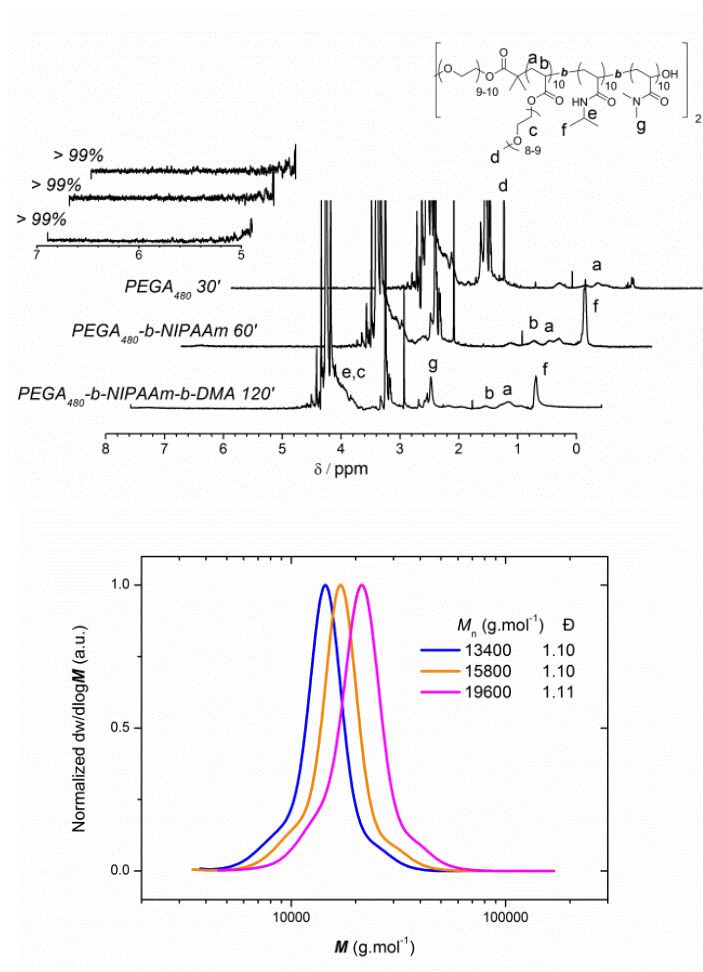 a
b
O
O
9-10
O
b
10
O
O
c
d
O
8-9
b
10
HN
O
e
f
b
10
OH
N
O
g
2
> 99%
> 99%
> 99%
7 6 5
d
PEGA480 30'
a
f
PEGA480-b-NIPAAm 60'
b a
PEGA480-b-NIPAAm-b-DMA 120'
e,c
g
b a
f
8 7 6 5 4 3 2 1 0
δ / ppm
Normalized dw/dlogM (a.u.)
1.0
0.5
0.0
Mn (g.mol-1) Đ
13400 1.10
15800 1.10
19600 1.11
10000 100000
M (g.mol-1)